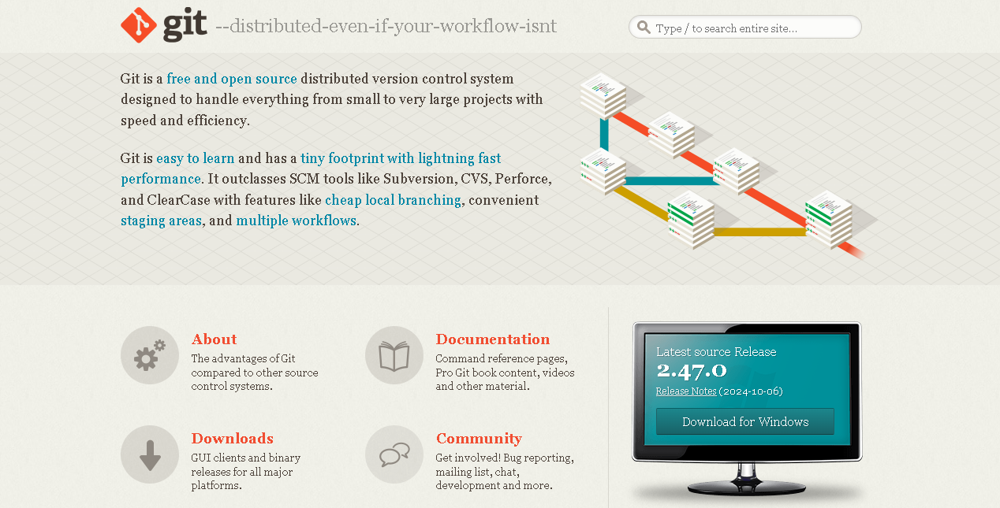 git --distributed-even-if-your-workflow-isnt
Type / to search entire site...
Git is a free and open source distributed version control system
designed to handle everything from small to very large projects with
speed and efficiency.
Git is easy to learn and has a tiny footprint with lightning fast
performance. It outclasses SCM tools like Subversion, CVS, Perforce,
and ClearCase with features like cheap local branching, convenient
staging areas, and multiple workflows.
About
The advantages of Git
compared to other source
control systems.
Documentation
Command reference pages,
Pro Git book content, videos
and other material.
Downloads
GUI clients and binary
releases for all major
platforms.
Community
Get involved! Bug reporting,
mailing list, chat,
development and more.
Latest source Release
2.47.0
Release Notes (2024-10-06)
Download for Windows